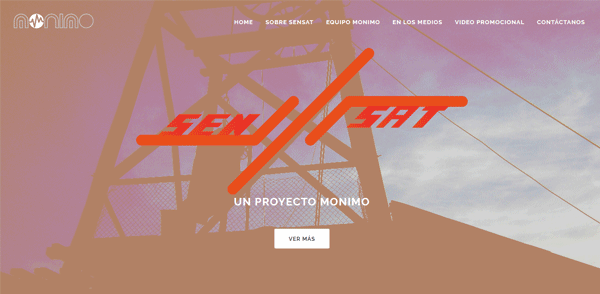 monimo
HOME SOBRE SENSAT EQUIPO MONIMO EN LOS MEDIOS VIDEO PROMOCIONAL CONTÁCTANOS
SEN SAT
UN PROYECTO MONIMO
VER MÁS